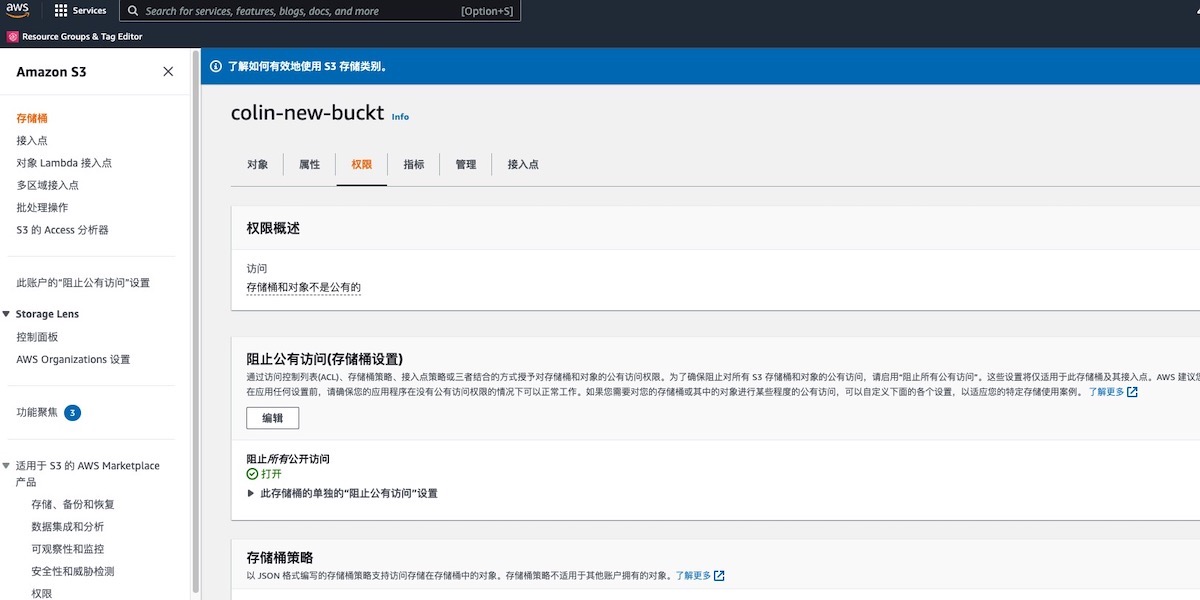 aws
Services
Search for services, features, blogs, docs, and more
[Option+S]
Resource Groups & Tag Editor
Amazon S3
存储桶
接入点
对象 Lambda 接入点
多区域接入点
批处理操作
S3 的 Access 分析器
此账户的“阻止公有访问”设置
Storage Lens
控制面板
AWS Organizations 设置
功能聚焦 3
适用于 S3 的 AWS Marketplace
产品
存储、备份和恢复
数据集成和分析
可观察性和监控
安全性和威胁检测
权限
了解如何有效地使用 S3 存储类别。
colin-new-buckt Info
对象 属性 权限 指标 管理 接入点
权限概述
访问
存储桶和对象不是公有的
阻止公有访问(存储桶设置)
通过访问控制列表(ACL)、存储桶策略、接入点策略或三者结合的方式授予对存储桶和对象的公有访问权限。为了确保阻止对所有 S3 存储桶和对象的公有访问，请启用“阻止所有公有访问”。这些设置将仅适用于此存储桶及其接入点。AWS 建议您
在应用任何设置前，请确保您的应用程序在没有公有访问权限的情况下可以正常工作。如果您需要对您的存储桶或其中的对象进行某些程度的公有访问，可以自定义下面的各个设置，以适应您的特定存储使用案例。 了解更多
编辑
阻止所有公开访问
打开
此存储桶的单独的“阻止公有访问”设置
存储桶策略
以 JSON 格式编写的存储桶策略支持访问存储在存储桶中的对象。存储桶策略不适用于其他账户拥有的对象。 了解更多